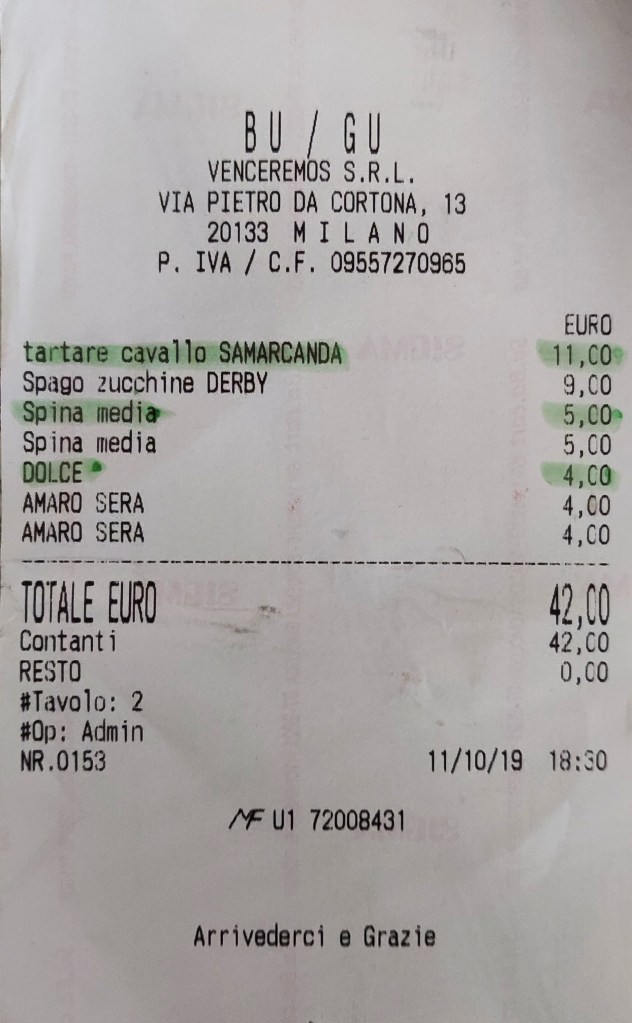 BU / GU
VENCEREMOS S.R.L.
VIA PIETRO DA CORTONA, 13
20133 MILANO
P. IVA / C.F. 09557270965
EURO
tartare cavallo SAMARCANDA 11,00
Spago zucchine DERBY 9,00
Spina media 5,00
Spina media 5,00
DOLCE 4,00
AMARO SERA 4,00
AMARO SERA 4,00
TOTALE EURO 42,00
Contanti 42,00
RESTO 0,00
#Tavolo: 2
#Op: Admin
NR.0153 11/10/19 18:30
MF U1 72008431
Arrivederci e Grazie